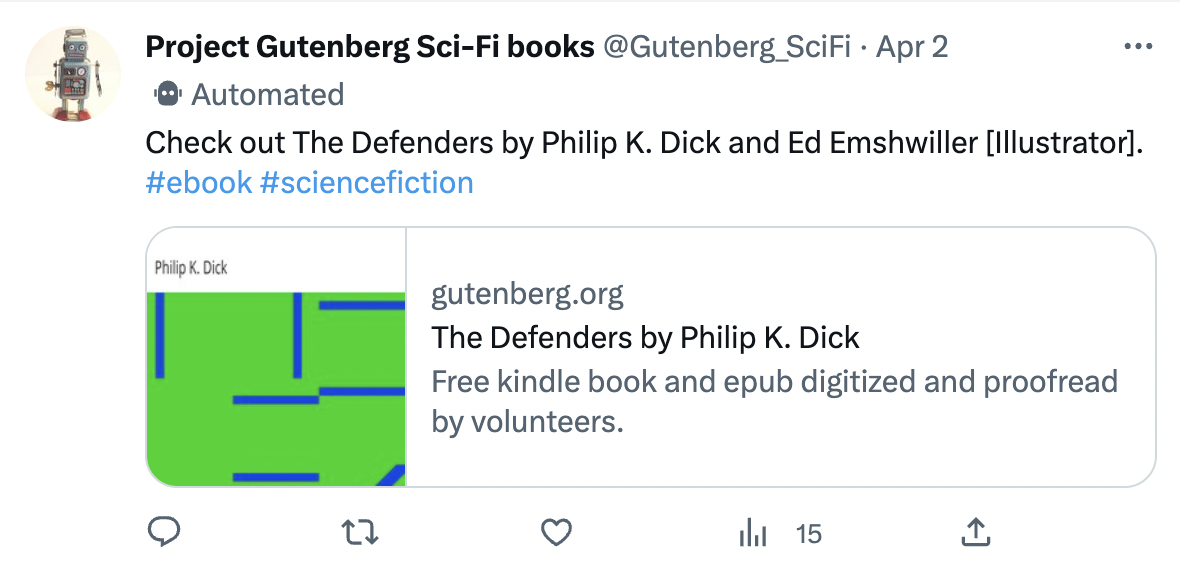 Project Gutenberg Sci-Fi books @Gutenberg_SciFi · Apr 2
Automated
Check out The Defenders by Philip K. Dick and Ed Emshwiller [Illustrator].
#ebook #sciencefiction
Philip K. Dick
gutenberg.org
The Defenders by Philip K. Dick
Free kindle book and epub digitized and proofread
by volunteers.
15